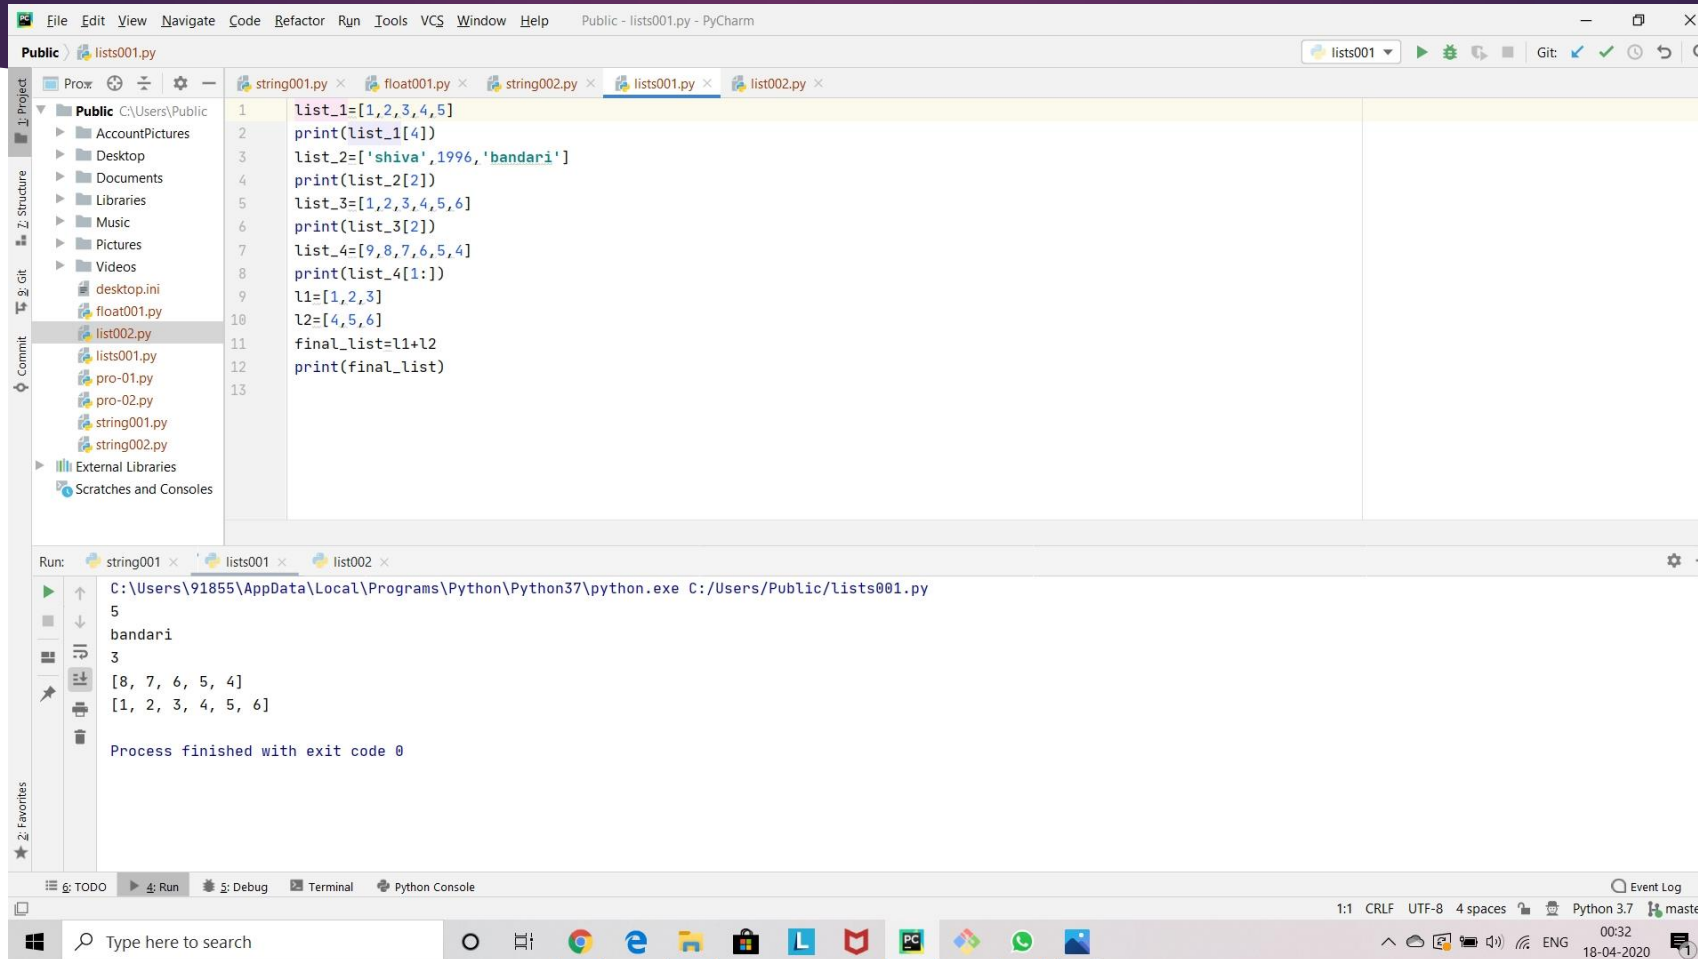 File Edit View Navigate Code Refactor Run Tools VCS Window Help Public - lists001.py - PyCharm
Public lists001.py lists001 Git:
1: Project
string001.py float001.py string002.py lists001.py list002.py
Public C:\Users\Public
AccountPictures
Desktop
Documents
Libraries
Music
Pictures
Videos
desktop.ini
float001.py
list002.py
lists001.py
pro-01.py
pro-02.py
string001.py
string002.py
External Libraries
Scratches and Consoles
Z: Structure
9: Git
Commit
1 list_1=[1,2,3,4,5]
2 print(list_1[4])
3 list_2=['shiva',1996,'bandari']
4 print(list_2[2])
5 list_3=[1,2,3,4,5,6]
6 print(list_3[2])
7 list_4=[9,8,7,6,5,4]
8 print(list_4[1:])
9 l1=[1,2,3]
10 l2=[4,5,6]
11 final_list=l1+l2
12 print(final_list)
13
Run: string001 lists001 list002
C:\Users\91855\AppData\Local\Programs\Python\Python37\python.exe C:/Users/Public/lists001.py
5
bandari
3
[8, 7, 6, 5, 4]
[1, 2, 3, 4, 5, 6]
Process finished with exit code 0
2: Favorites
6: TODO 4: Run 5: Debug Terminal Python Console Event Log
1:1 CRLF UTF-8 4 spaces Python 3.7 maste
Type here to search L PC ENG 00:32
18-04-2020 1